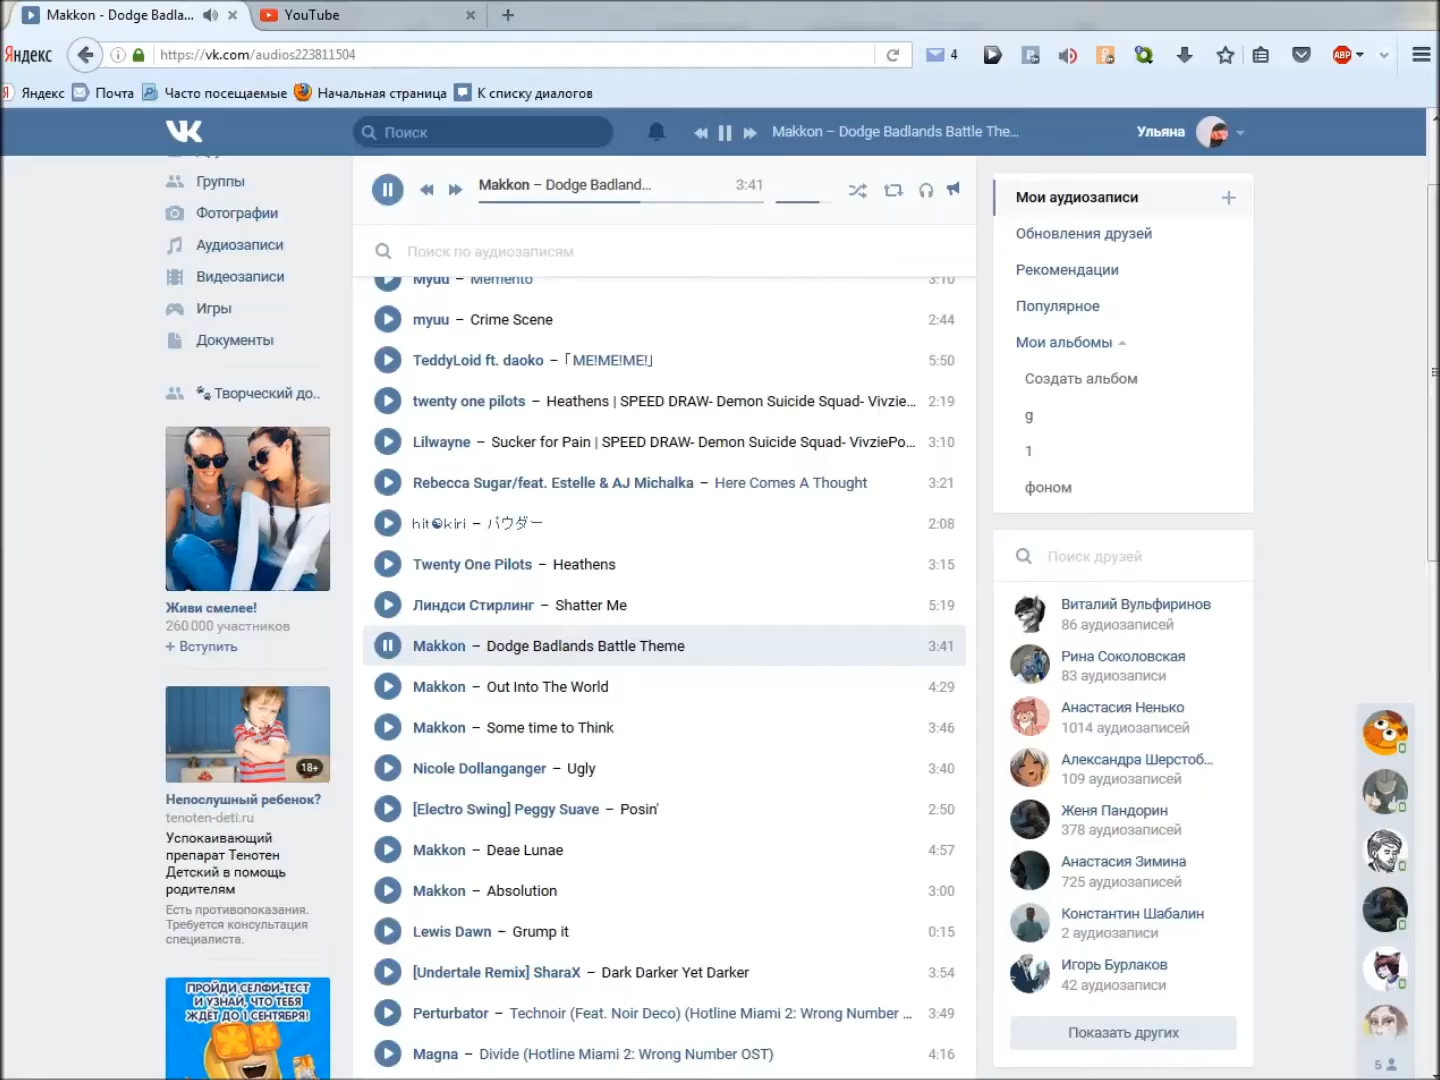 Makkon - Dodge Badla...
YouTube
Яндекс
https://vk.com/audios223811504
4
ABP
Я Яндекс
Почта
Часто посещаемые
Начальная страница
К списку диалогов
Поиск
Makkon – Dodge Badlands Battle The...
Ульяна
Группы
Фотографии
Аудиозаписи
Видеозаписи
Игры
Документы
Творческий до..
Живи смелее!
260 000 участников
+ Вступить
18+
Непослушный ребенок?
tenoten-deti.ru
Успокаивающий
препарат Тенотен
Детский в помощь
родителям
Есть противопоказания.
Требуется консультация
специалиста.
ПРОЙДИ СЕЛФИ-ТЕСТ
И УЗНАЙ, ЧТО ТЕБЯ
ЖДЁТ ДО 1 СЕНТЯБРЯ!
Makkon – Dodge Badland...
3:41
Поиск по аудиозаписям
Myuu – Memento 3:10
myuu – Crime Scene 2:44
TeddyLoid ft. daoko –「ME!ME!ME!」 5:50
twenty one pilots – Heathens | SPEED DRAW- Demon Suicide Squad- Vivzie... 2:19
Lilwayne – Sucker for Pain | SPEED DRAW- Demon Suicide Squad- VivziePo... 3:10
Rebecca Sugar/feat. Estelle & AJ Michalka – Here Comes A Thought 3:21
hit☯kiri – パウダー 2:08
Twenty One Pilots – Heathens 3:15
Линдси Стирлинг – Shatter Me 5:19
Makkon – Dodge Badlands Battle Theme 3:41
Makkon – Out Into The World 4:29
Makkon – Some time to Think 3:46
Nicole Dollanganger – Ugly 3:40
[Electro Swing] Peggy Suave – Posin' 2:50
Makkon – Deae Lunae 4:57
Makkon – Absolution 3:00
Lewis Dawn – Grump it 0:15
[Undertale Remix] SharaX – Dark Darker Yet Darker 3:54
Perturbator – Technoir (Feat. Noir Deco) (Hotline Miami 2: Wrong Number ... 3:49
Magna – Divide (Hotline Miami 2: Wrong Number OST) 4:16
Мои аудиозаписи
Обновления друзей
Рекомендации
Популярное
Мои альбомы
Создать альбом
g
1
фоном
Поиск друзей
Виталий Вульфиринов
86 аудиозаписей
Рина Соколовская
83 аудиозаписи
Анастасия Ненько
1014 аудиозаписей
Александра Шерстоб...
109 аудиозаписей
Женя Пандорин
378 аудиозаписей
Анастасия Зимина
725 аудиозаписей
Константин Шабалин
2 аудиозаписи
Игорь Бурлаков
42 аудиозаписи
Показать других
5